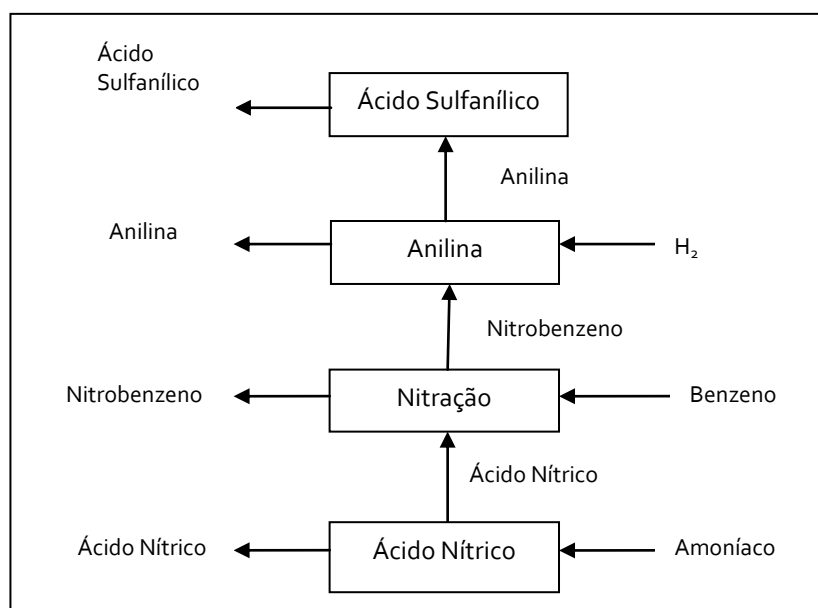 Ácido
Sulfanílico
Ácido Sulfanílico
Anilina
Anilina
Anilina
H₂
Nitrobenzeno
Nitrobenzeno
Nitração
Benzeno
Ácido Nítrico
Ácido Nítrico
Ácido Nítrico
Amoníaco